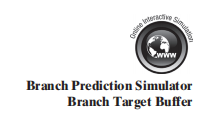 Online Interactive Simulation
WWW
Branch Prediction Simulator
Branch Target Buffer